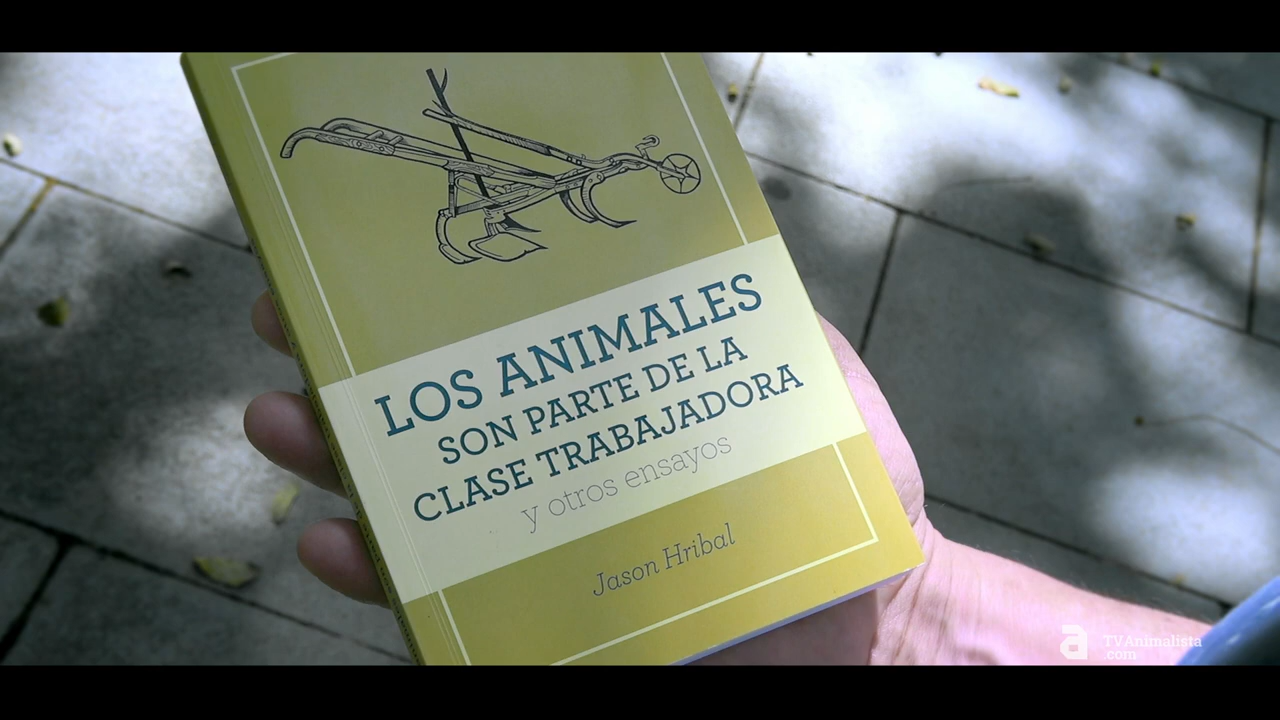 LOS ANIMALES
SON PARTE DE LA
CLASE TRABAJADORA
y otros ensayos
Jason Hribal
a TVAnimalista
.com